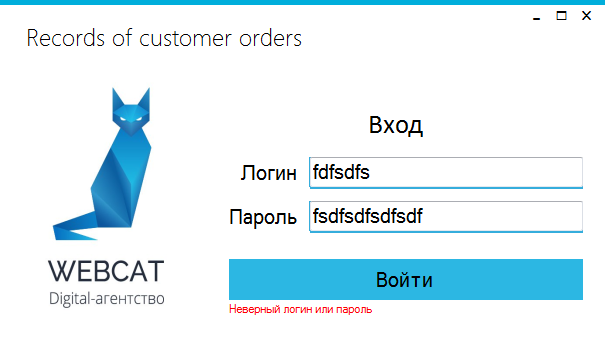 Records of customer orders
Вход
Логин fdfsdfs
Пароль fsdfsdfsdfsdf
WEBCAT
Digital-агентство
Войти
Неверный логин или пароль